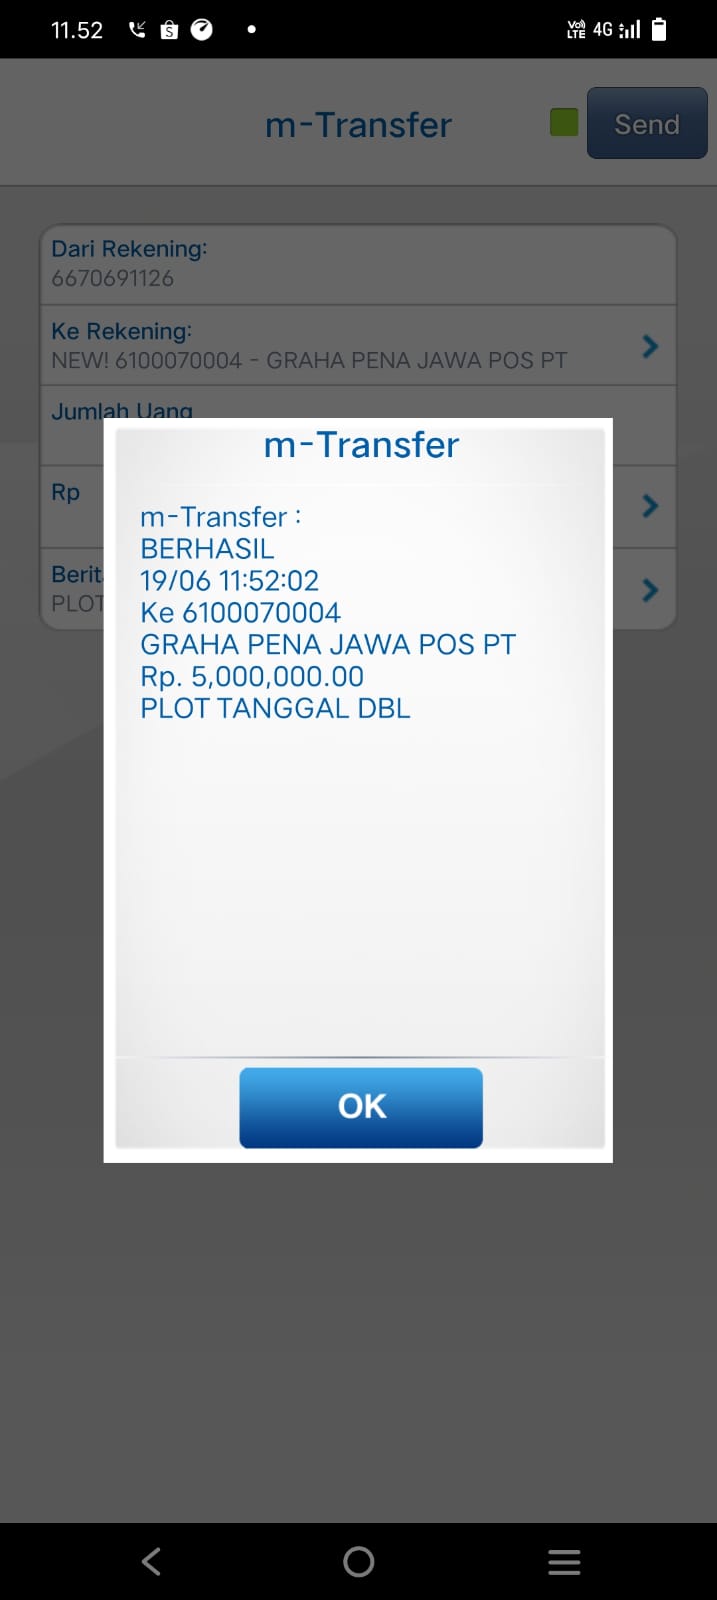 11.52
Vo))
LTE 4G
m-Transfer
Send
Dari Rekening:
6670691126
Ke Rekening:
NEW! 6100070004 - GRAHA PENA JAWA POS PT
Jumlah Uang
Rp
Berit
PLOT
m-Transfer
m-Transfer :
BERHASIL
19/06 11:52:02
Ke 6100070004
GRAHA PENA JAWA POS PT
Rp. 5,000,000.00
PLOT TANGGAL DBL
OK